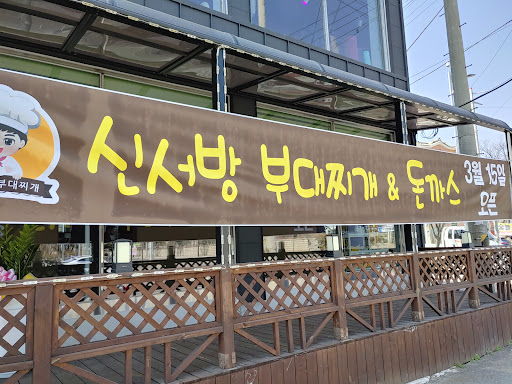 신서방 부대찌개 & 돈까스
3월 15일
오픈
부대찌개